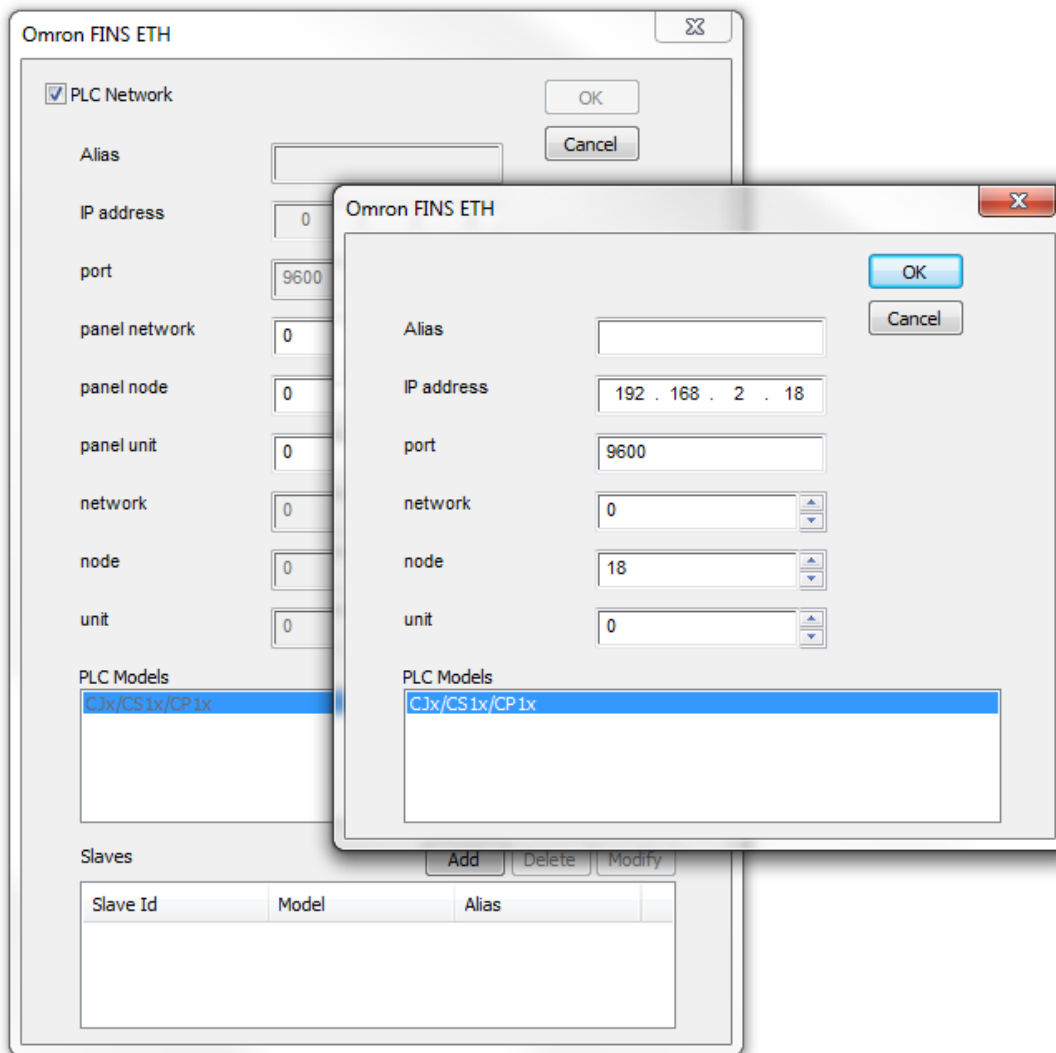 Omron FINS ETH
PLC Network
OK
Cancel
Alias
IP address 0
port 9600
panel network 0
panel node 0
panel unit 0
network 0
node 0
unit 0
PLC Models
CJx/CS1x/CP1x
Slaves Add Delete Modify
Slave Id Model Alias
Omron FINS ETH
OK
Cancel
Alias
IP address 192 . 168 . 2 . 18
port 9600
network 0
node 18
unit 0
PLC Models
CJx/CS1x/CP1x